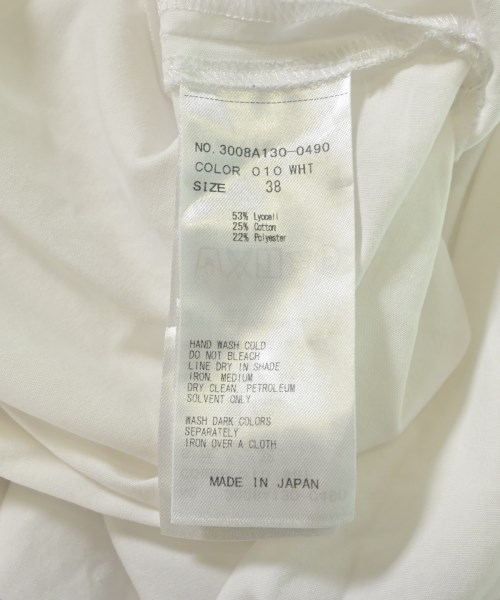 NO. 3008A130-0490
COLOR 010 WHT
SIZE 38
53% Lyocell
25% Cotton
22% Polyester
HAND WASH COLD
DO NOT BLEACH
LINE DRY IN SHADE
IRON, MEDIUM
DRY CLEAN, PETROLEUM
SOLVENT ONLY
WASH DARK COLORS
SEPARATELY
IRON OVER A CLOTH
MADE IN JAPAN